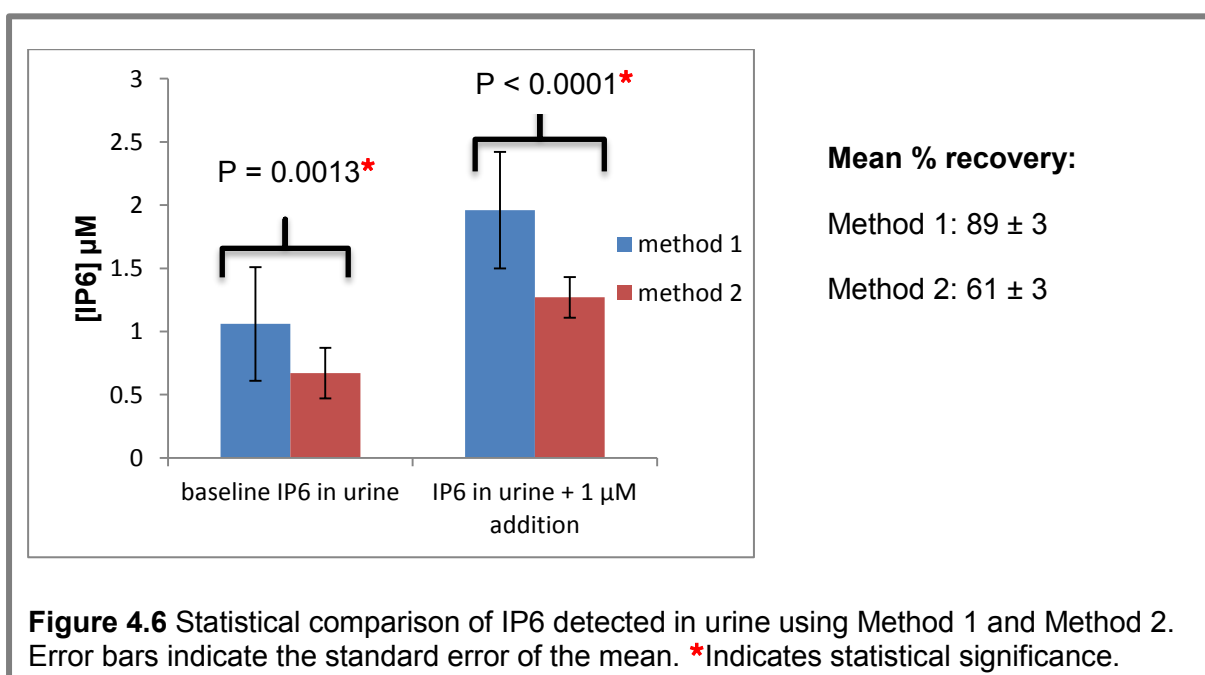 3
2.5
2
1.5
1
0.5
0
[IP6] µM
P = 0.0013*
P < 0.0001*
method 1
method 2
baseline IP6 in urine
IP6 in urine + 1 µM
addition
Mean % recovery:
Method 1: 89 ± 3
Method 2: 61 ± 3
Figure 4.6 Statistical comparison of IP6 detected in urine using Method 1 and Method 2.
Error bars indicate the standard error of the mean. *Indicates statistical significance.